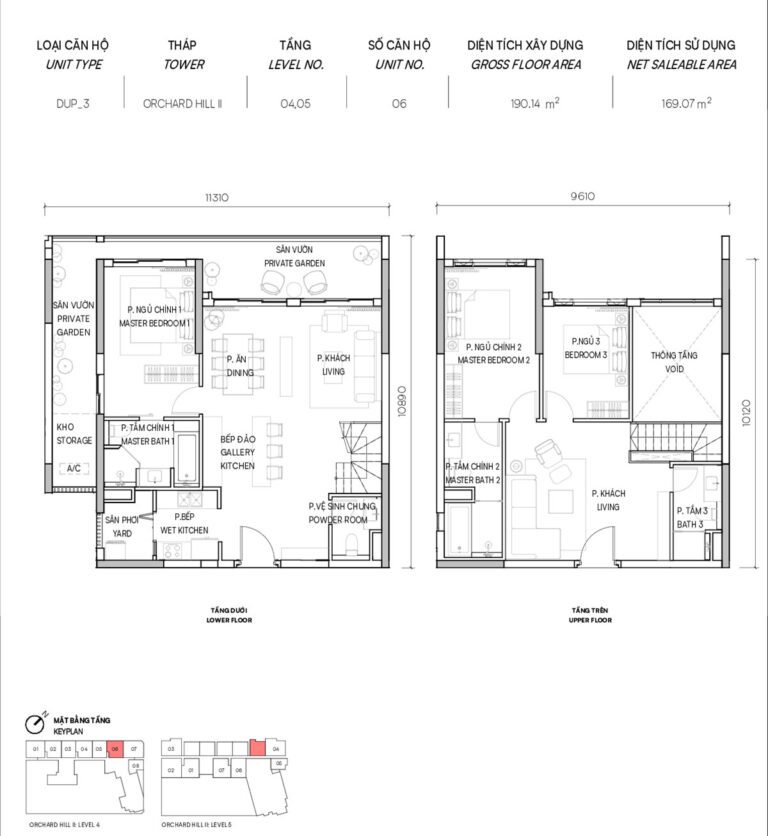 LOẠI CĂN HỘ
UNIT TYPE
THÁP
TOWER
TẦNG
LEVEL NO.
SỐ CĂN HỘ
UNIT NO.
DIỆN TÍCH XÂY DỰNG
GROSS FLOOR AREA
DIỆN TÍCH SỬ DỤNG
NET SALEABLE AREA
DUP_3
ORCHARD HILL II
04,05
06
190.14 m²
169.07 m²
11310
9610
SÂN VƯỜN
PRIVATE GARDEN
SÂN VƯỜN
PRIVATE
GARDEN
P. NGỦ CHÍNH 1
MASTER BEDROOM 1
P. ĂN
DINING
P. KHÁCH
LIVING
KHO
STORAGE
A/C
P. TẮM CHÍNH 1
MASTER BATH 1
BẾP ĐẢO
GALLERY
KITCHEN
SÂN PHƠI
YARD
P.BẾP
WET KITCHEN
P.VỆ SINH CHUNG
POWDER ROOM
10890
P. NGỦ CHÍNH 2
MASTER BEDROOM 2
P.NGỦ 3
BEDROOM 3
THÔNG TẦNG
VOID
P. TẮM CHÍNH 2
MASTER BATH 2
P. KHÁCH
LIVING
P. TẮM 3
BATH 3
10120
TẦNG DƯỚI
LOWER FLOOR
TẦNG TRÊN
UPPER FLOOR
N
MẶT BẰNG TẦNG
KEYPLAN
01 02 03 04 05 06 07
08
03 04
02 01 07 06 05
ORCHARD HILL II: LEVEL 4
ORCHARD HILL II: LEVEL 5